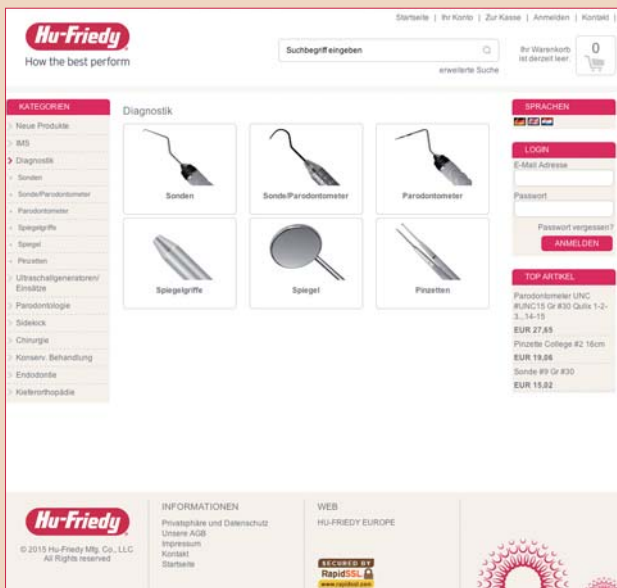 Startseite | Ihr Konto | Zur Kasse | Anmelden | Kontakt |
Hu-Friedy
How the best perform
Suchbegriff eingeben
erweiterte Suche
Ihr Warenkorb
ist derzeit leer.
0
KATEGORIEN
Neue Produkte
IMS
Diagnostik
Sonden
Sonde/Parodontometer
Parodontometer
Spiegelgriffe
Spiegel
Pinzetten
Ultraschallgeneratoren/
Einsätze
Parodontologie
Sidekick
Chirurgie
Konserv. Behandlung
Endodontie
Kieferorthopädie
Diagnostik
Sonden
Sonde/Parodontometer
Parodontometer
Spiegelgriffe
Spiegel
Pinzetten
SPRACHEN
LOGIN
E-Mail Adresse
Passwort
Passwort vergessen?
ANMELDEN
TOP ARTIKEL
Parodontometer UNC
#UNC15 Gr #30 Qulix 1-2-
3...14-15
EUR 27,65
Pinzette College #2 16cm
EUR 19,06
Sonde #9 Gr #30
EUR 15,02
Hu-Friedy
© 2015 Hu-Friedy Mfg. Co., LLC.
All Rights reserved
INFORMATIONEN
Privatsphäre und Datenschutz
Unsere AGB
Impressum
Kontakt
Startseite
WEB
HU-FRIEDY EUROPE
SECURED BY
RapidSSL
www.rapidssl.com